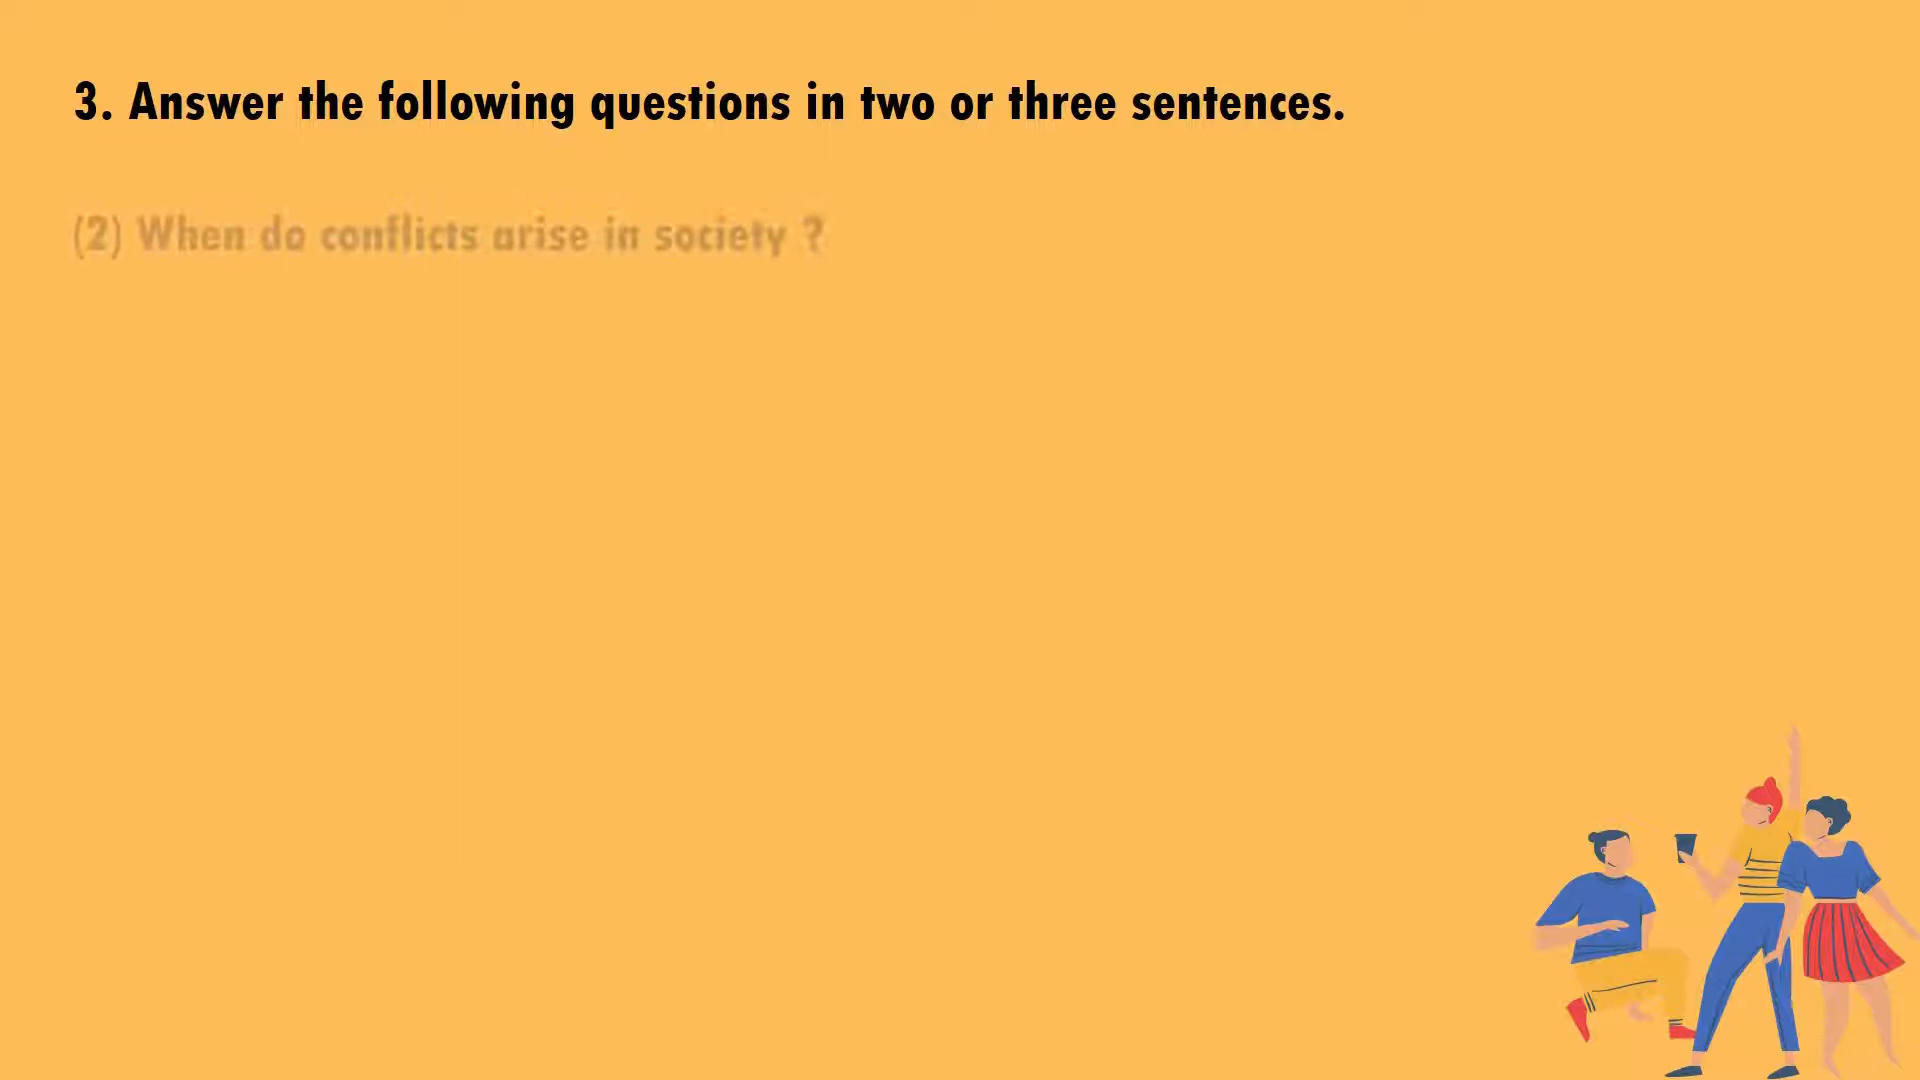 3. Answer the following questions in two or three sentences.
(2) When do conflicts arise in society ?